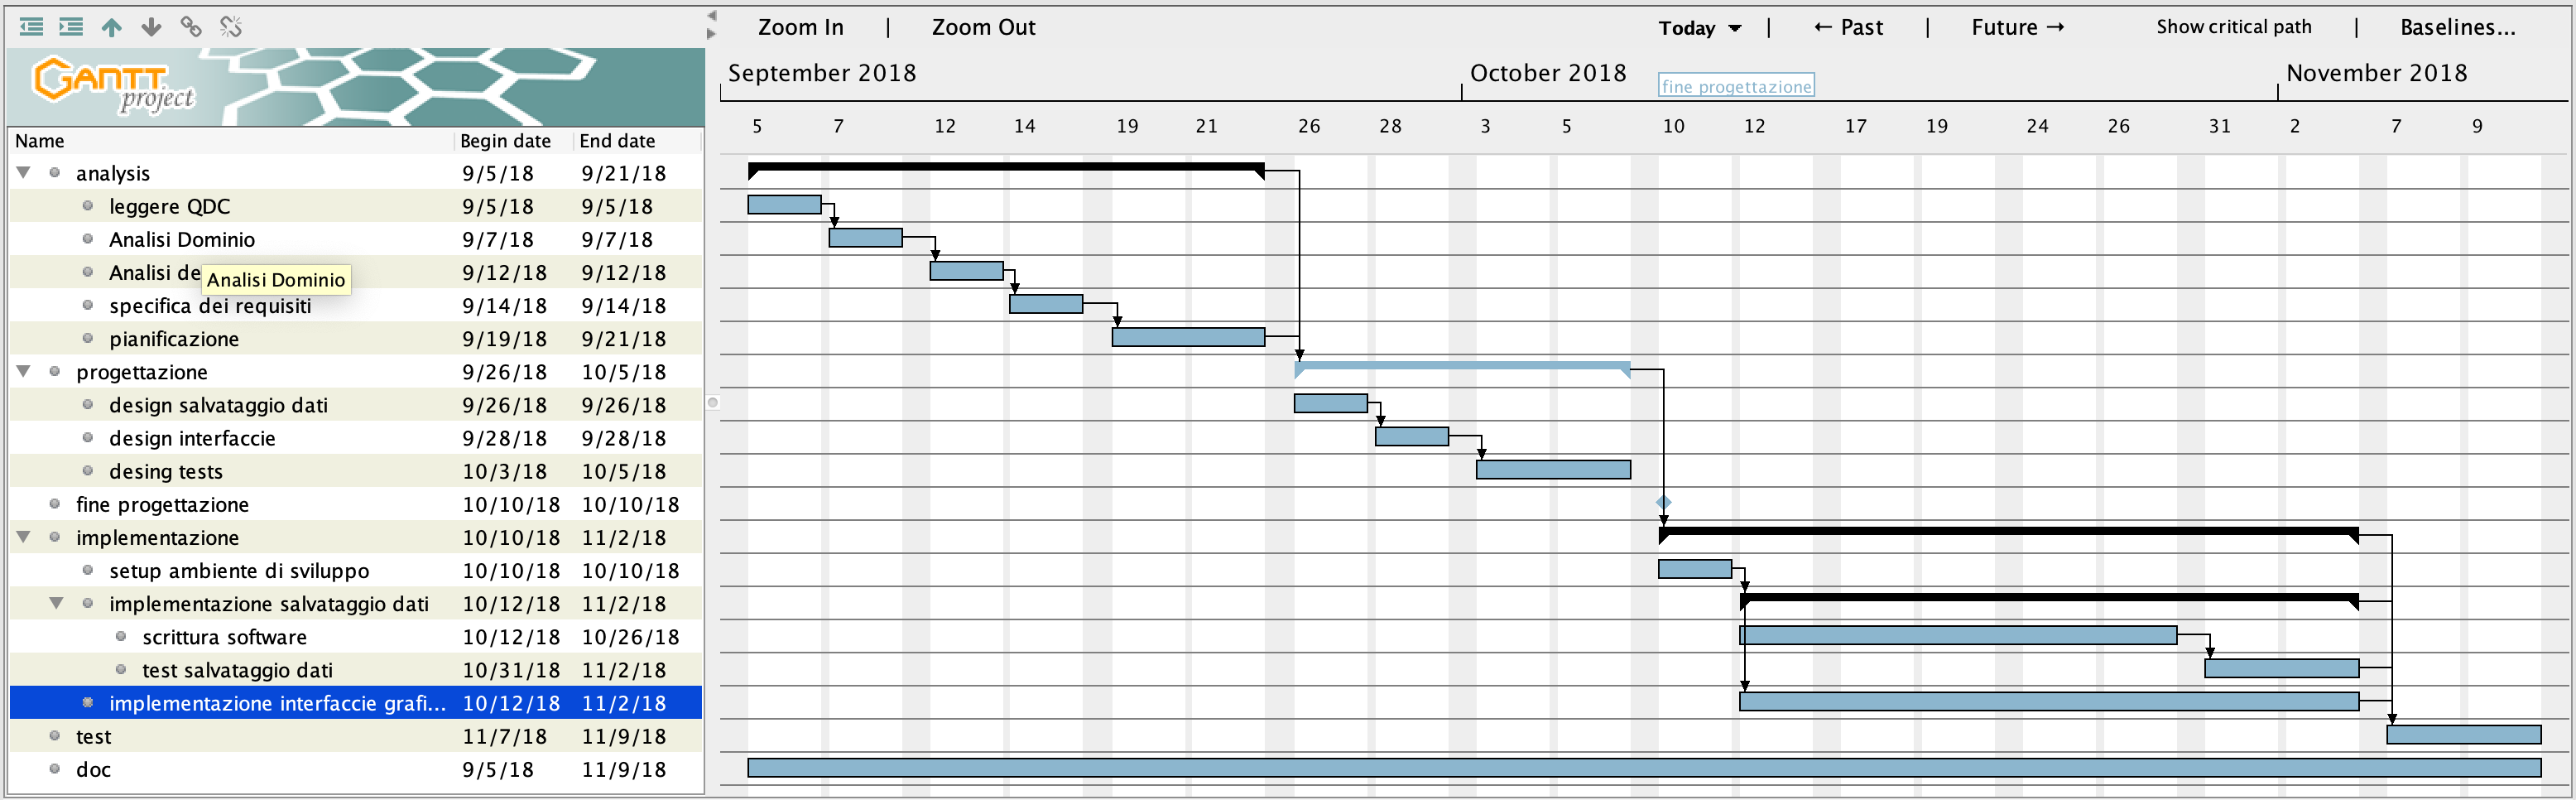 Zoom In | Zoom Out Today | ← Past | Future → Show critical path | Baselines...
GANTT project
September 2018 October 2018 November 2018
fine progettazione
5 7 12 14 19 21 26 28 3 5 10 12 17 19 24 26 31 2 7 9
Name Begin date End date
analysis 9/5/18 9/21/18
leggere QDC 9/5/18 9/5/18
Analisi Dominio 9/7/18 9/7/18
Analisi de 9/12/18 9/12/18
Analisi Dominio
specifica dei requisiti 9/14/18 9/14/18
pianificazione 9/19/18 9/21/18
progettazione 9/26/18 10/5/18
design salvataggio dati 9/26/18 9/26/18
design interfaccie 9/28/18 9/28/18
desing tests 10/3/18 10/5/18
fine progettazione 10/10/18 10/10/18
implementazione 10/10/18 11/2/18
setup ambiente di sviluppo 10/10/18 10/10/18
implementazione salvataggio dati 10/12/18 11/2/18
scrittura software 10/12/18 10/26/18
test salvataggio dati 10/31/18 11/2/18
implementazione interfaccie grafi... 10/12/18 11/2/18
test 11/7/18 11/9/18
doc 9/5/18 11/9/18